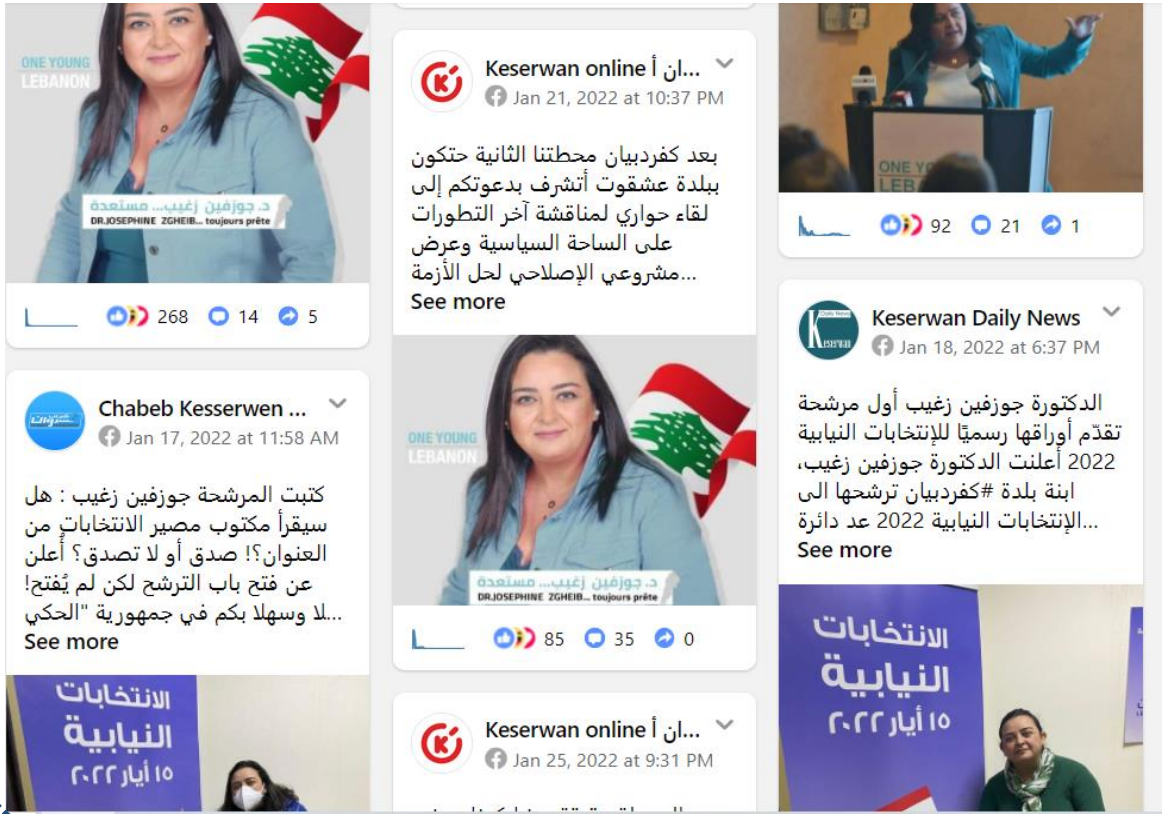 ONE YOUNG
LEBANON
د. جوزفين زغيب... مستعدة
DR.JOSEPHINE ZGHEIB... toujours prête
268 14 5
Chabeb Kesserwen ...
Jan 17, 2022 at 11:58 AM
كتبت المرشحة جوزفين زغيب : هل
سيقرأ مكتوب مصير الانتخابات من
العنوان؟! صدق أو لا تصدق؟ أُعلن
عن فتح باب الترشح لكن لم يُفتح!
...لا وسهلا بكم في جمهورية "الحكي
See more
الانتخابات
النيابية
١٥ أيار ٢٠٢٢
Keserwan online ان أ...
Jan 21, 2022 at 10:37 PM
بعد كفردبيان محطتنا الثانية حتكون
ببلدة عشقوت أتشرف بدعوتكم إلى
لقاء حواري لمناقشة آخر التطورات
على الساحة السياسية وعرض
...مشروعي الإصلاحي لحل الأزمة
See more
ONE YOUNG
LEBANON
د. جوزفين زغيب... مستعدة
DR.JOSEPHINE ZGHEIB... toujours prête
85 35 0
Keserwan online ان أ...
Jan 25, 2022 at 9:31 PM
ONE YO
LEB
92 21 1
Keserwan Daily News
Jan 18, 2022 at 6:37 PM
الدكتورة جوزفين زغيب أول مرشحة
تقدّم أوراقها رسميًا للإنتخابات النيابية
2022 أعلنت الدكتورة جوزفين زغيب،
ابنة بلدة #كفردبيان ترشحها الى
...الإنتخابات النيابية 2022 عد دائرة
See more
الانتخابات
النيابية
١٥ أيار ٢٠٢٢